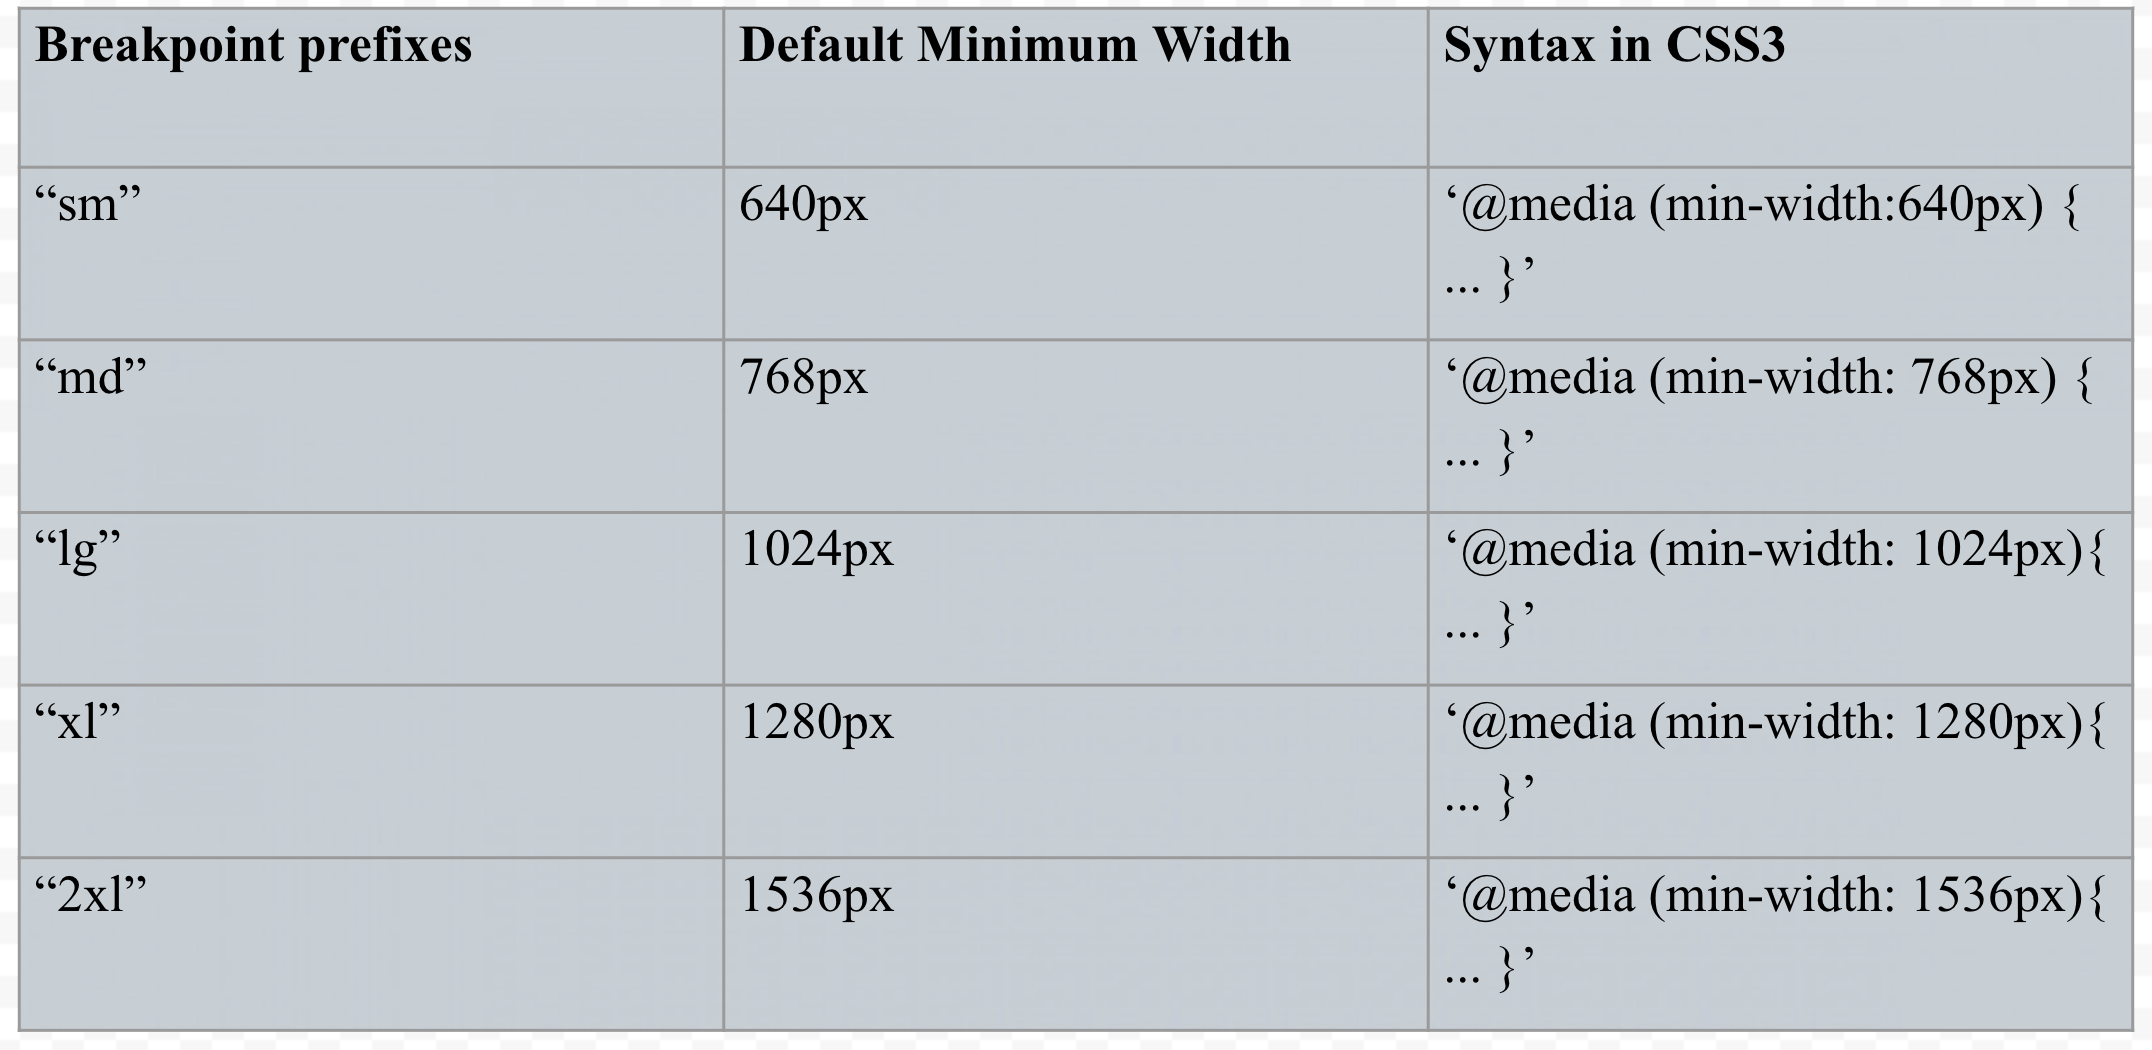 Breakpoint prefixes
Default Minimum Width
Syntax in CSS3
“sm”
640px
‘@media (min-width:640px) {
... }’
“md”
768px
‘@media (min-width: 768px) {
... }’
“lg”
1024px
‘@media (min-width: 1024px){
... }’
“xl”
1280px
‘@media (min-width: 1280px){
... }’
“2xl”
1536px
‘@media (min-width: 1536px){
... }’